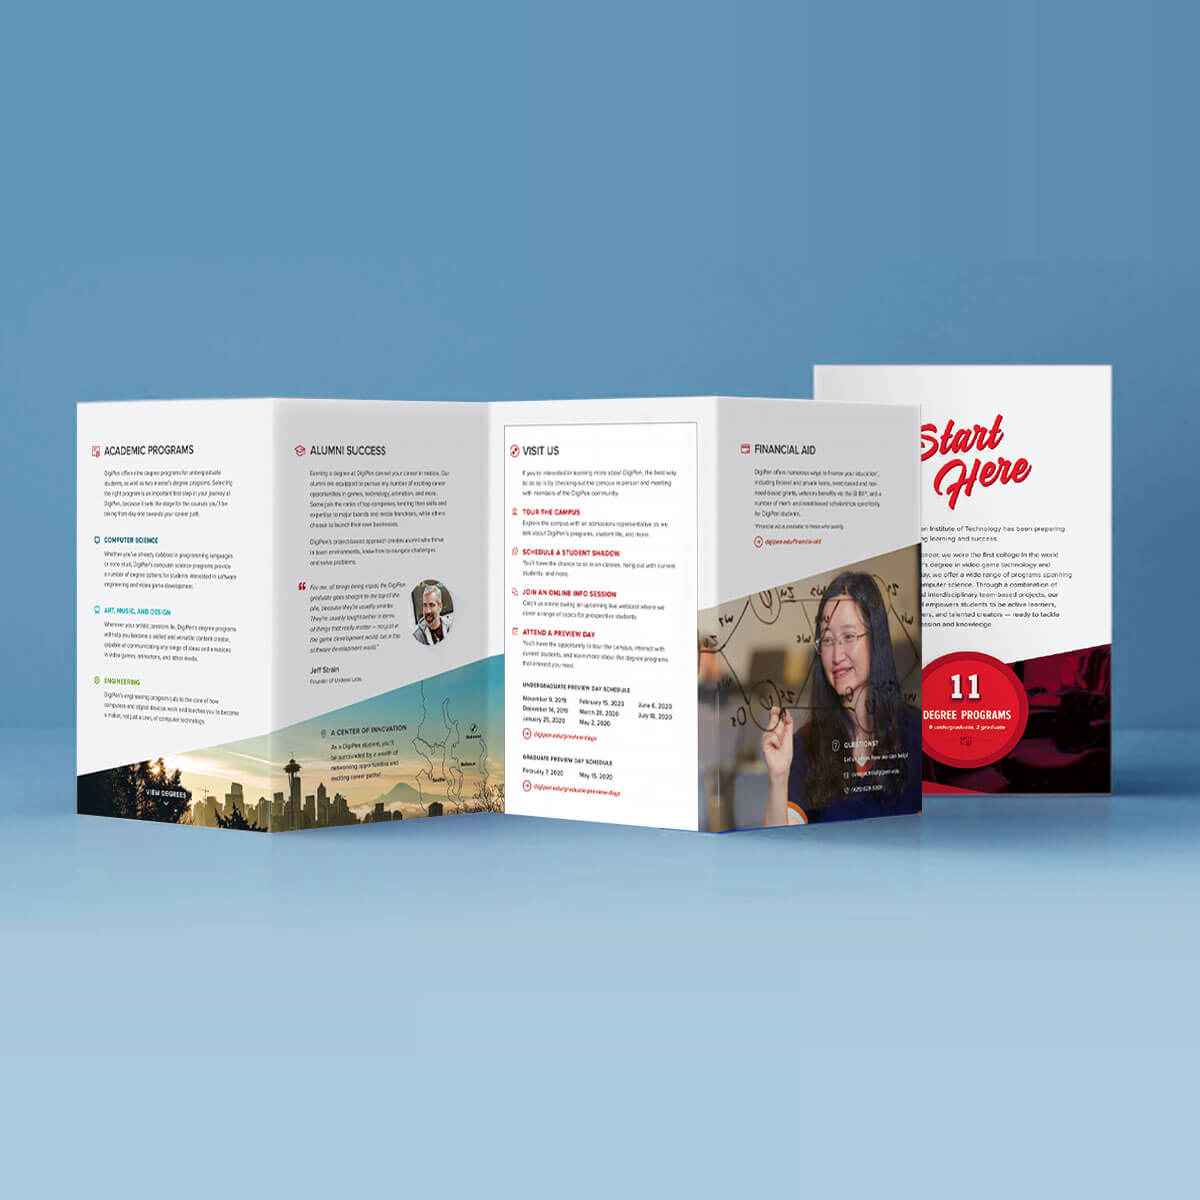 ACADEMIC PROGRAMS
DigiPen offers nine degree programs for undergraduate
students, as well as two master's degree programs. Selecting
the right program is an important first step in your journey at
DigiPen, because it sets the stage for the courses you'll be
taking from day one towards your career path.
COMPUTER SCIENCE
Whether you've already dabbled in programming languages
or none at all, DigiPen's computer science programs provide
a number of degree options for students interested in software
engineering and video game development.
ART, MUSIC, AND DESIGN
Wherever your artistic passions lie, DigiPen's degree programs
will help you become a skilled and versatile content creator,
capable of communicating any range of ideas and emotions
in video games, animations, and other media.
ENGINEERING
DigiPen's engineering program cuts to the core of how
computers and digital devices work and teaches you to become
a maker, not just a user, of computer technology.
VIEW DEGREES
ALUMNI SUCCESS
Earning a degree at DigiPen can set your career in motion. Our
alumni are equipped to pursue any number of exciting career
opportunities in games, technology, animation, and more.
Some join the ranks of top companies, lending their skills and
expertise to major brands and media franchises, while others
choose to launch their own businesses.
DigiPen's project-based approach creates alumni who thrive
in team environments, know how to navigate challenges,
and solve problems.
“ For me, all things being equal, the DigiPen
graduate goes straight to the top of the
pile, because they're usually smarter.
They're usually tougher in terms
of things that really matter — not just in
the game development world, but in the
software development world."
Jeff Strain
Founder of Undead Labs
A CENTER OF INNOVATION
As a DigiPen student, you'll
be surrounded by a wealth of
networking opportunities and
exciting career paths!
Redmond
Bellevue
Seattle
VISIT US
If you're interested in learning more about DigiPen, the best way
to do so is by checking out the campus in person and meeting
with members of the DigiPen community.
TOUR THE CAMPUS
Explore the campus with an admissions representative as we
talk about DigiPen's programs, student life, and more.
SCHEDULE A STUDENT SHADOW
You'll have the chance to sit in on classes, hang out with current
students, and more.
JOIN AN ONLINE INFO SESSION
Catch us online during an upcoming live webcast where we
cover a range of topics for prospective students.
ATTEND A PREVIEW DAY
You'll have the opportunity to tour the campus, interact with
current students, and learn more about the degree programs
that interest you most.
UNDERGRADUATE PREVIEW DAY SCHEDULE
November 9, 2019 February 15, 2020 June 6, 2020
December 14, 2019 March 28, 2020 July 18, 2020
January 25, 2020 May 2, 2020
digipen.edu/preview-days
GRADUATE PREVIEW DAY SCHEDULE
February 7, 2020 May 15, 2020
digipen.edu/graduate-preview-days
FINANCIAL AID
DigiPen offers numerous ways to finance your education*,
including federal and private loans, need-based and non-
need-based grants, veterans benefits via the GI Bill®, and a
number of merit- and need-based scholarships specifically
for DigiPen students.
*Financial aid is available to those who qualify.
digipen.edu/financial-aid
QUESTIONS?
Let us know how we can help!
Start
Here
en Institute of Technology has been preparing
ng learning and success.
oneer, we were the first college in the world
r's degree in video game technology and
day, we offer a wide range of programs spanning
mputer science. Through a combination of
d interdisciplinary team-based projects, our
l empowers students to be active learners,
ers, and talented creators — ready to tackle
ssion and knowledge.
11
DEGREE PROGRAMS
9 undergraduate, 2 graduate